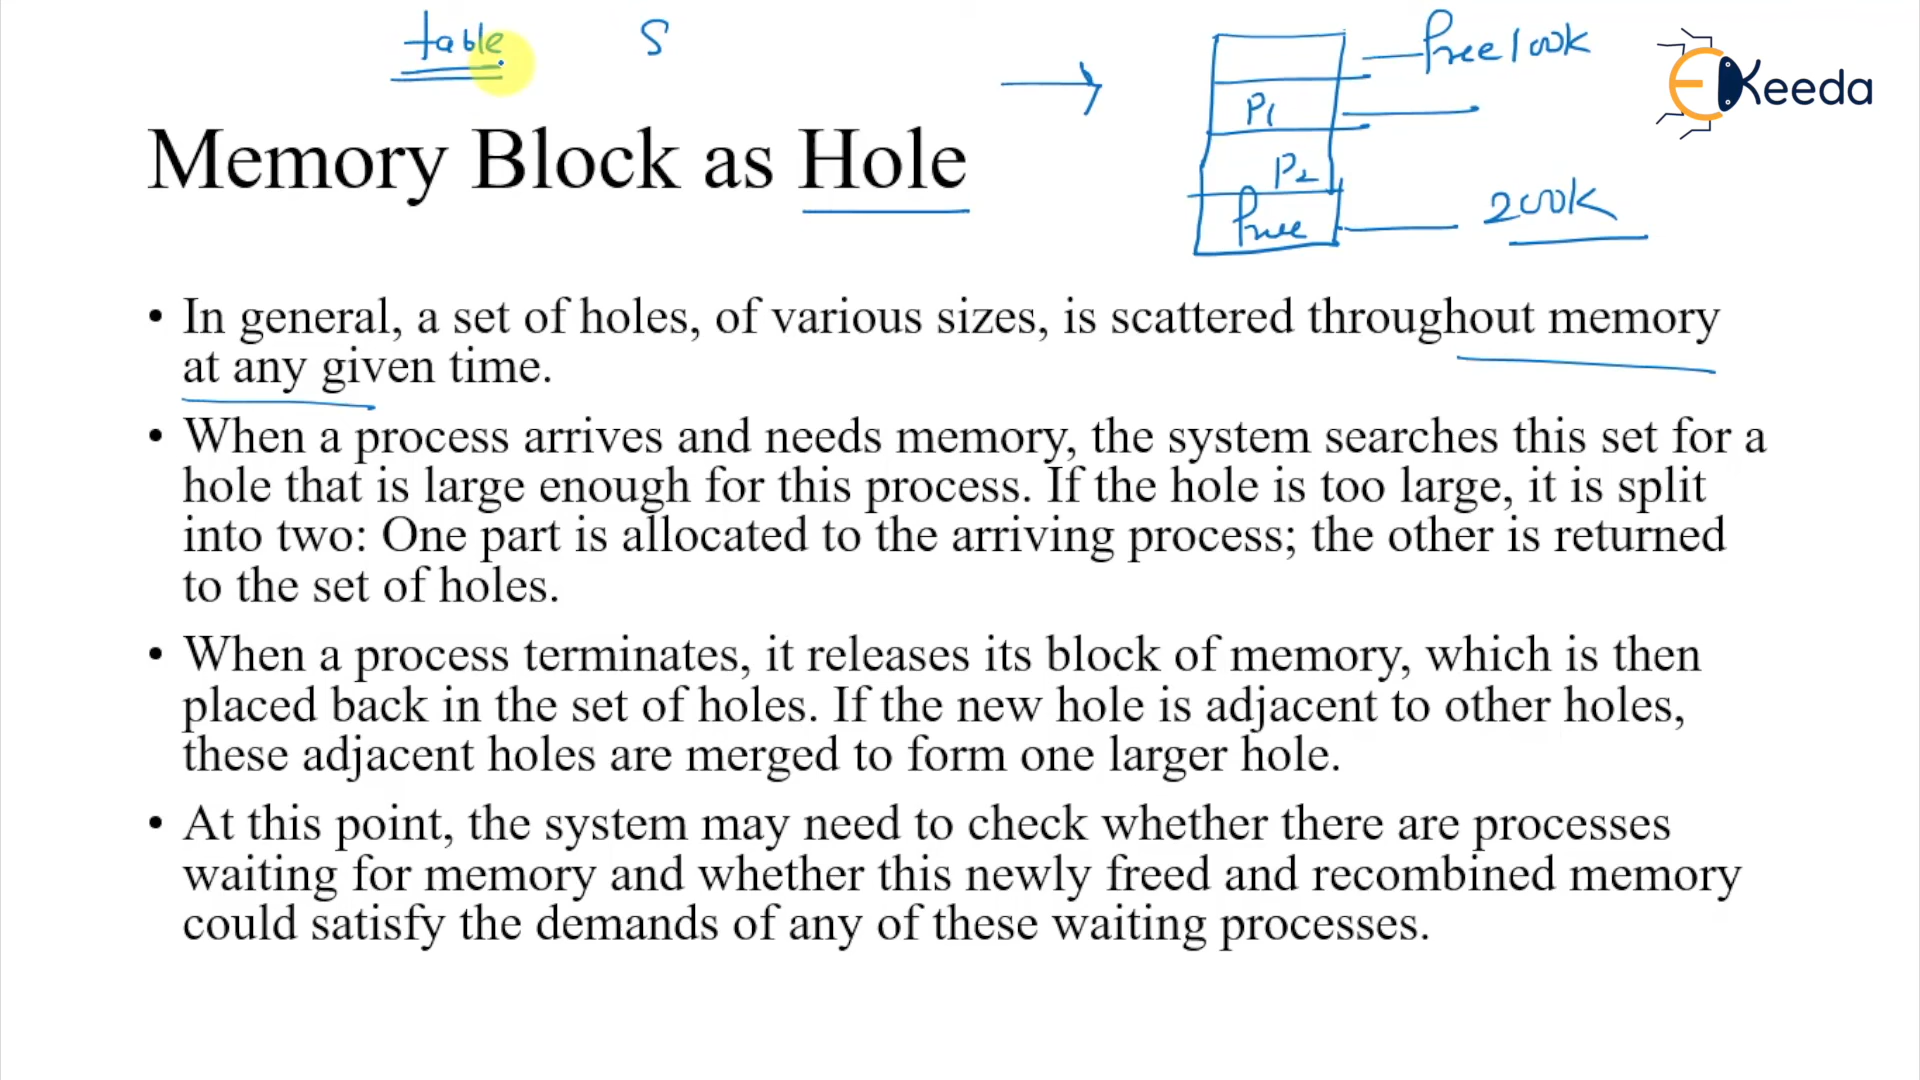 table S
free 100k
P1
P2
free 200k
EKeeda
Memory Block as Hole
• In general, a set of holes, of various sizes, is scattered throughout memory
at any given time.
• When a process arrives and needs memory, the system searches this set for a
hole that is large enough for this process. If the hole is too large, it is split
into two: One part is allocated to the arriving process; the other is returned
to the set of holes.
• When a process terminates, it releases its block of memory, which is then
placed back in the set of holes. If the new hole is adjacent to other holes,
these adjacent holes are merged to form one larger hole.
• At this point, the system may need to check whether there are processes
waiting for memory and whether this newly freed and recombined memory
could satisfy the demands of any of these waiting processes.